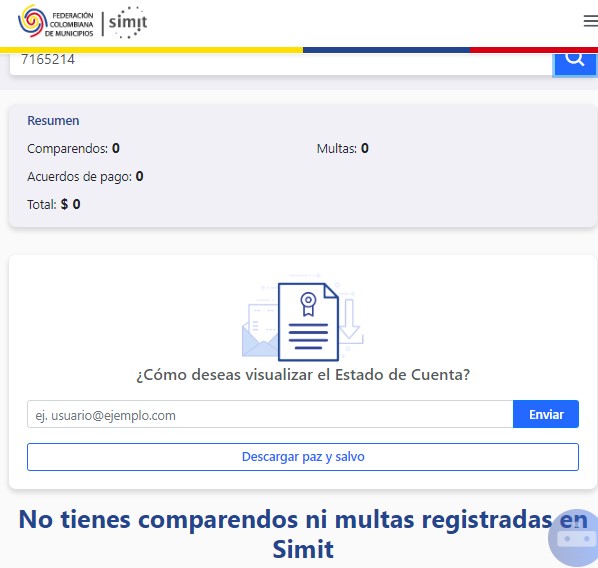 FEDERACIÓN
COLOMBIANA
DE MUNICIPIOS
simit
7165214
Resumen
Comparendos: 0
Multas: 0
Acuerdos de pago: 0
Total: $ 0
¿Cómo deseas visualizar el Estado de Cuenta?
ej. usuario@ejemplo.com
Enviar
Descargar paz y salvo
No tienes comparendos ni multas registradas en
Simit